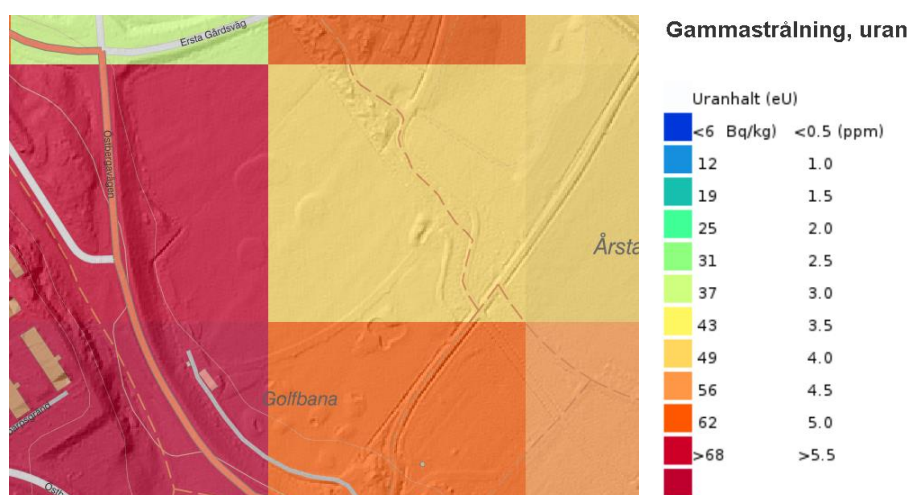 Gammastrålning, uran
Ersta Gårdsväg
Österledsvägen
Årsta
Golfbana
Uranhalt (eU)
<6 Bq/kg) <0.5 (ppm)
12 1.0
19 1.5
25 2.0
31 2.5
37 3.0
43 3.5
49 4.0
56 4.5
62 5.0
>68 >5.5